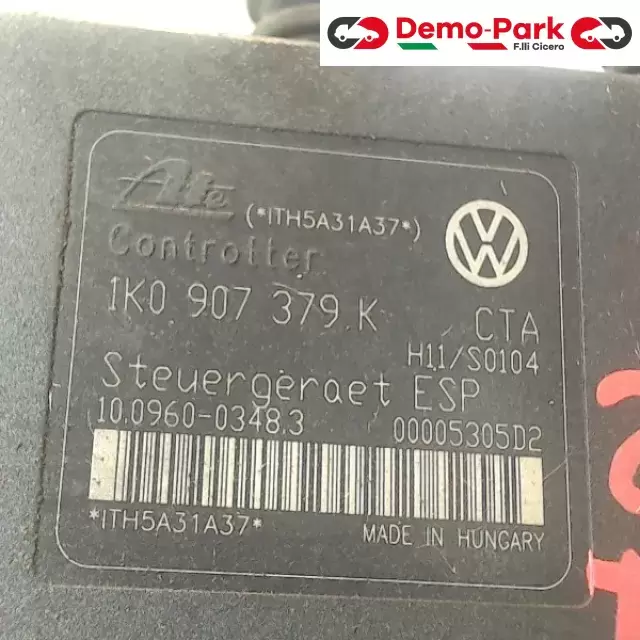 Demo-Park
F.lli Cicero
Ate (*ITH5A31A37*)
Controller
1K0 907 379 K
CTA
H11/S0104
Steuergeraet ESP
10.0960-0348.3 00005305D2
*ITH5A31A37* MADE IN HUNGARY